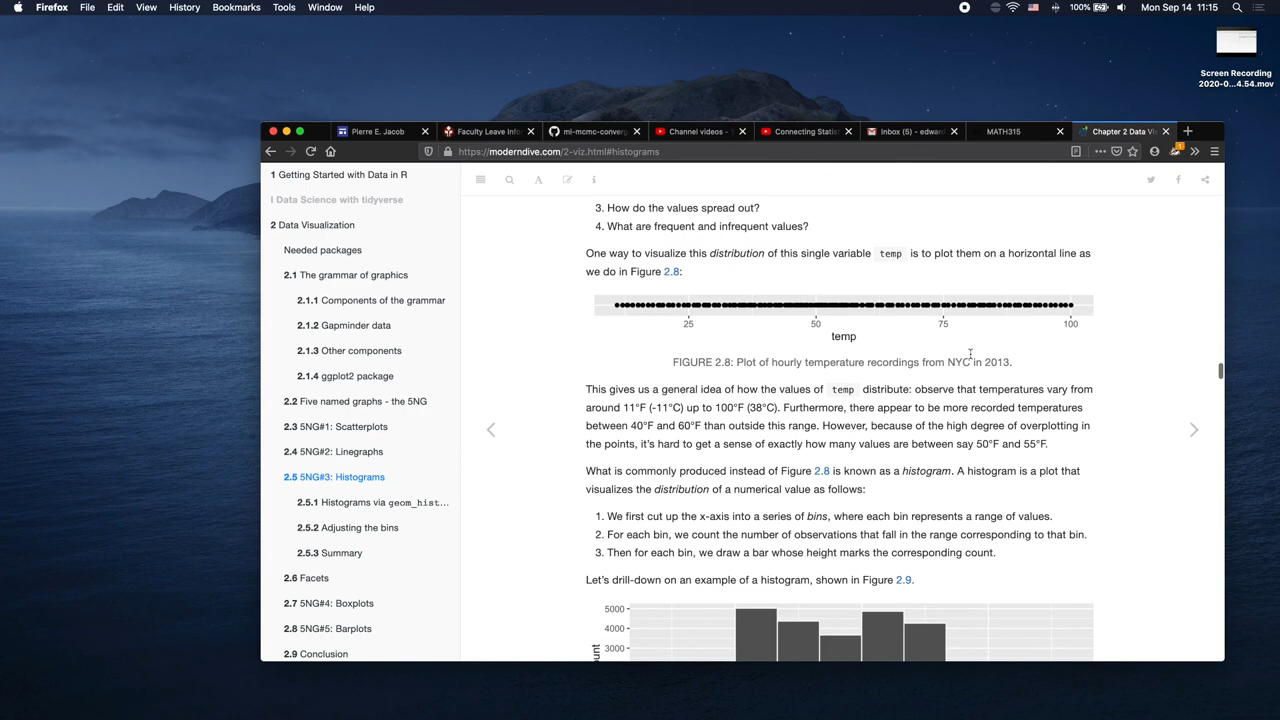 Firefox File Edit View History Bookmarks Tools Window Help 100% Mon Sep 14 11:15
Screen Recording
2020-0...4.54.mov
Pierre E. Jacob Faculty Leave Infor MI-mcmc-converg Channel videos - Connecting Statis Inbox (5) - edward MATH315 Chapter 2 Data Vis
https://moderndive.com/2-viz.html#histograms
1 Getting Started with Data in R
I Data Science with tidyverse
2 Data Visualization
Needed packages
2.1 The grammar of graphics
2.1.1 Components of the grammar
2.1.2 Gapminder data
2.1.3 Other components
2.1.4 ggplot2 package
2.2 Five named graphs - the 5NG
2.3 5NG#1: Scatterplots
2.4 5NG#2: Linegraphs
2.5 5NG#3: Histograms
2.5.1 Histograms via geom_hist...
2.5.2 Adjusting the bins
2.5.3 Summary
2.6 Facets
2.7 5NG#4: Boxplots
2.8 5NG#5: Barplots
2.9 Conclusion
3. How do the values spread out?
4. What are frequent and infrequent values?
One way to visualize this distribution of this single variable temp is to plot them on a horizontal line as
we do in Figure 2.8:
25 50 75 100
temp
FIGURE 2.8: Plot of hourly temperature recordings from NYC in 2013.
This gives us a general idea of how the values of temp distribute: observe that temperatures vary from
around 11°F (-11°C) up to 100°F (38°C). Furthermore, there appear to be more recorded temperatures
between 40°F and 60°F than outside this range. However, because of the high degree of overplotting in
the points, it's hard to get a sense of exactly how many values are between say 50°F and 55°F.
What is commonly produced instead of Figure 2.8 is known as a histogram. A histogram is a plot that
visualizes the distribution of a numerical value as follows:
1. We first cut up the x-axis into a series of bins, where each bin represents a range of values.
2. For each bin, we count the number of observations that fall in the range corresponding to that bin.
3. Then for each bin, we draw a bar whose height marks the corresponding count.
Let's drill-down on an example of a histogram, shown in Figure 2.9.
5000
4000
3000